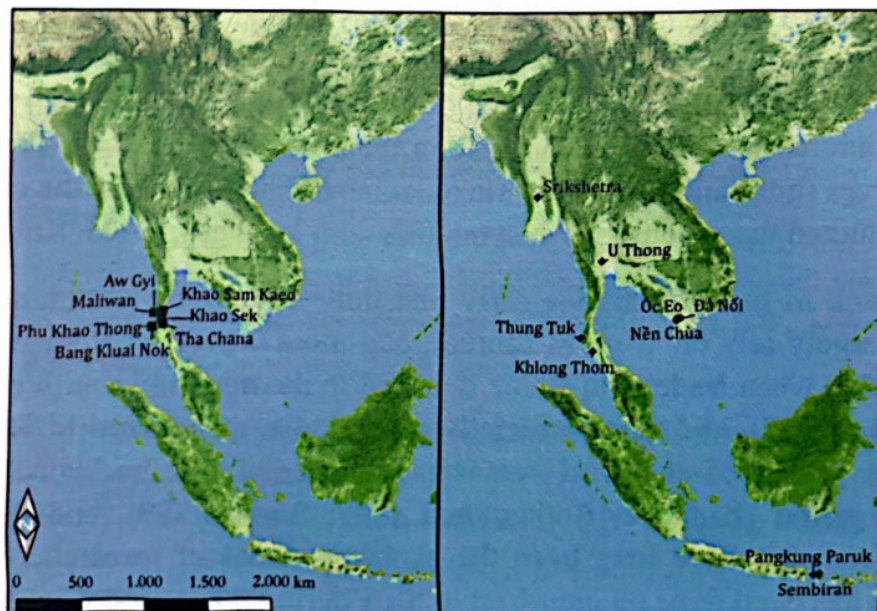 Aw Gyi
Maliwan
Khao Sam Kaeo
Khao Sek
Phu Khao Thong
Tha Chana
Bang Kluai Nok
N
0 500 1.000 1.500 2.000 km
Srikshetra
U Thong
Óc Eo Đá Nổi
Nền Chùa
Thung Tuk
Khlong Thom
Pangkung Paruk
Sembiran